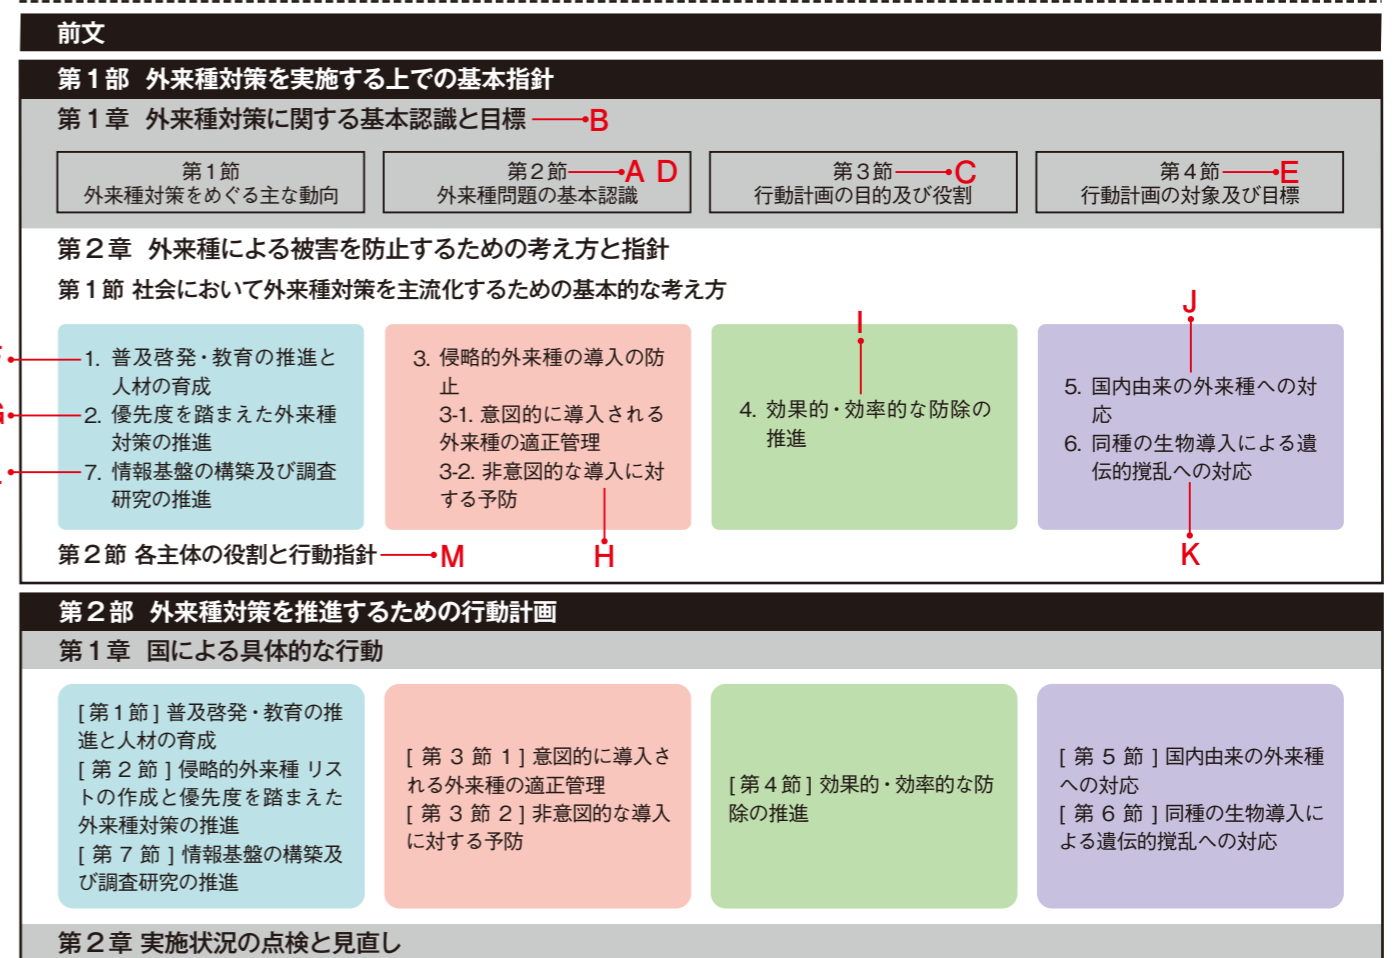 前文
第1部 外来種対策を実施する上での基本指針
第1章 外来種対策に関する基本認識と目標 B
第1節 外来種対策をめぐる主な動向
第2節 A D
外来種問題の基本認識
第3節 C
行動計画の目的及び役割
第4節 E
行動計画の対象及び目標
第2章 外来種による被害を防止するための考え方と指針
第1節 社会において外来種対策を主流化するための基本的な考え方
1. 普及啓発・教育の推進と
人材の育成
2. 優先度を踏まえた外来種
対策の推進
7. 情報基盤の構築及び調査
研究の推進
3. 侵略的外来種の導入の防
止
3-1. 意図的に導入される
外来種の適正管理
3-2. 非意図的な導入に対
する予防
H
I
4. 効果的・効率的な防除の
推進
J
5. 国内由来の外来種への対
応
6. 同種の生物導入による遺
伝的撹乱への対応
K
第2節 各主体の役割と行動指針 M
第2部 外来種対策を推進するための行動計画
第1章 国による具体的な行動
[第1節] 普及啓発・教育の推
進と人材の育成
[第2節] 侵略的外来種 リス
トの作成と優先度を踏まえた
外来種対策の推進
[第7節] 情報基盤の構築及
び調査研究の推進
[第3節1] 意図的に導入さ
れる外来種の適正管理
[第3節2] 非意図的な導入
に対する予防
[第4節] 効果的・効率的な防
除の推進
[第5節] 国内由来の外来種
への対応
[第6節] 同種の生物導入に
よる遺伝的撹乱への対応
第2章 実施状況の点検と見直し